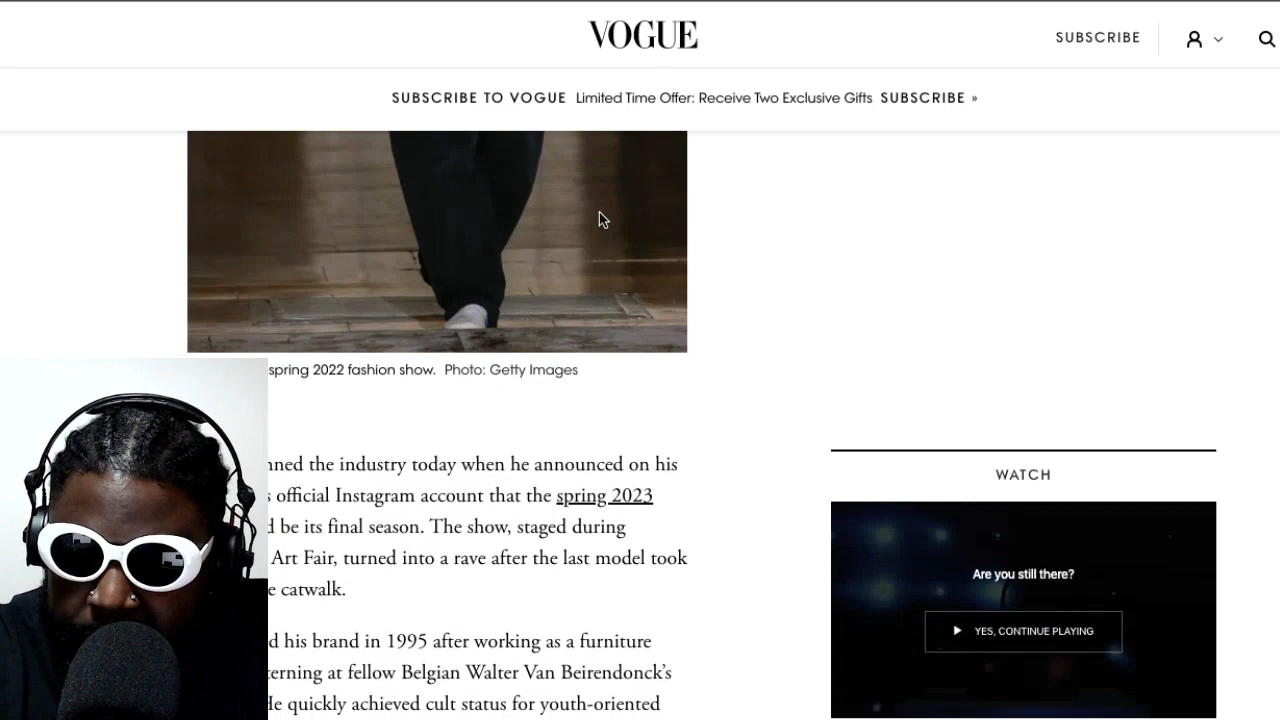 VOGUE
SUBSCRIBE
SUBSCRIBE TO VOGUE Limited Time Offer: Receive Two Exclusive Gifts SUBSCRIBE »
spring 2022 fashion show. Photo: Getty Images
the industry today when he announced on his
official Instagram account that the spring 2023
be its final season. The show, staged during
Art Fair, turned into a rave after the last model took
catwalk.
his brand in 1995 after working as a furniture
at fellow Belgian Walter Van Beirendonck's
He quickly achieved cult status for youth-oriented
WATCH
Are you still there?
YES, CONTINUE PLAYING